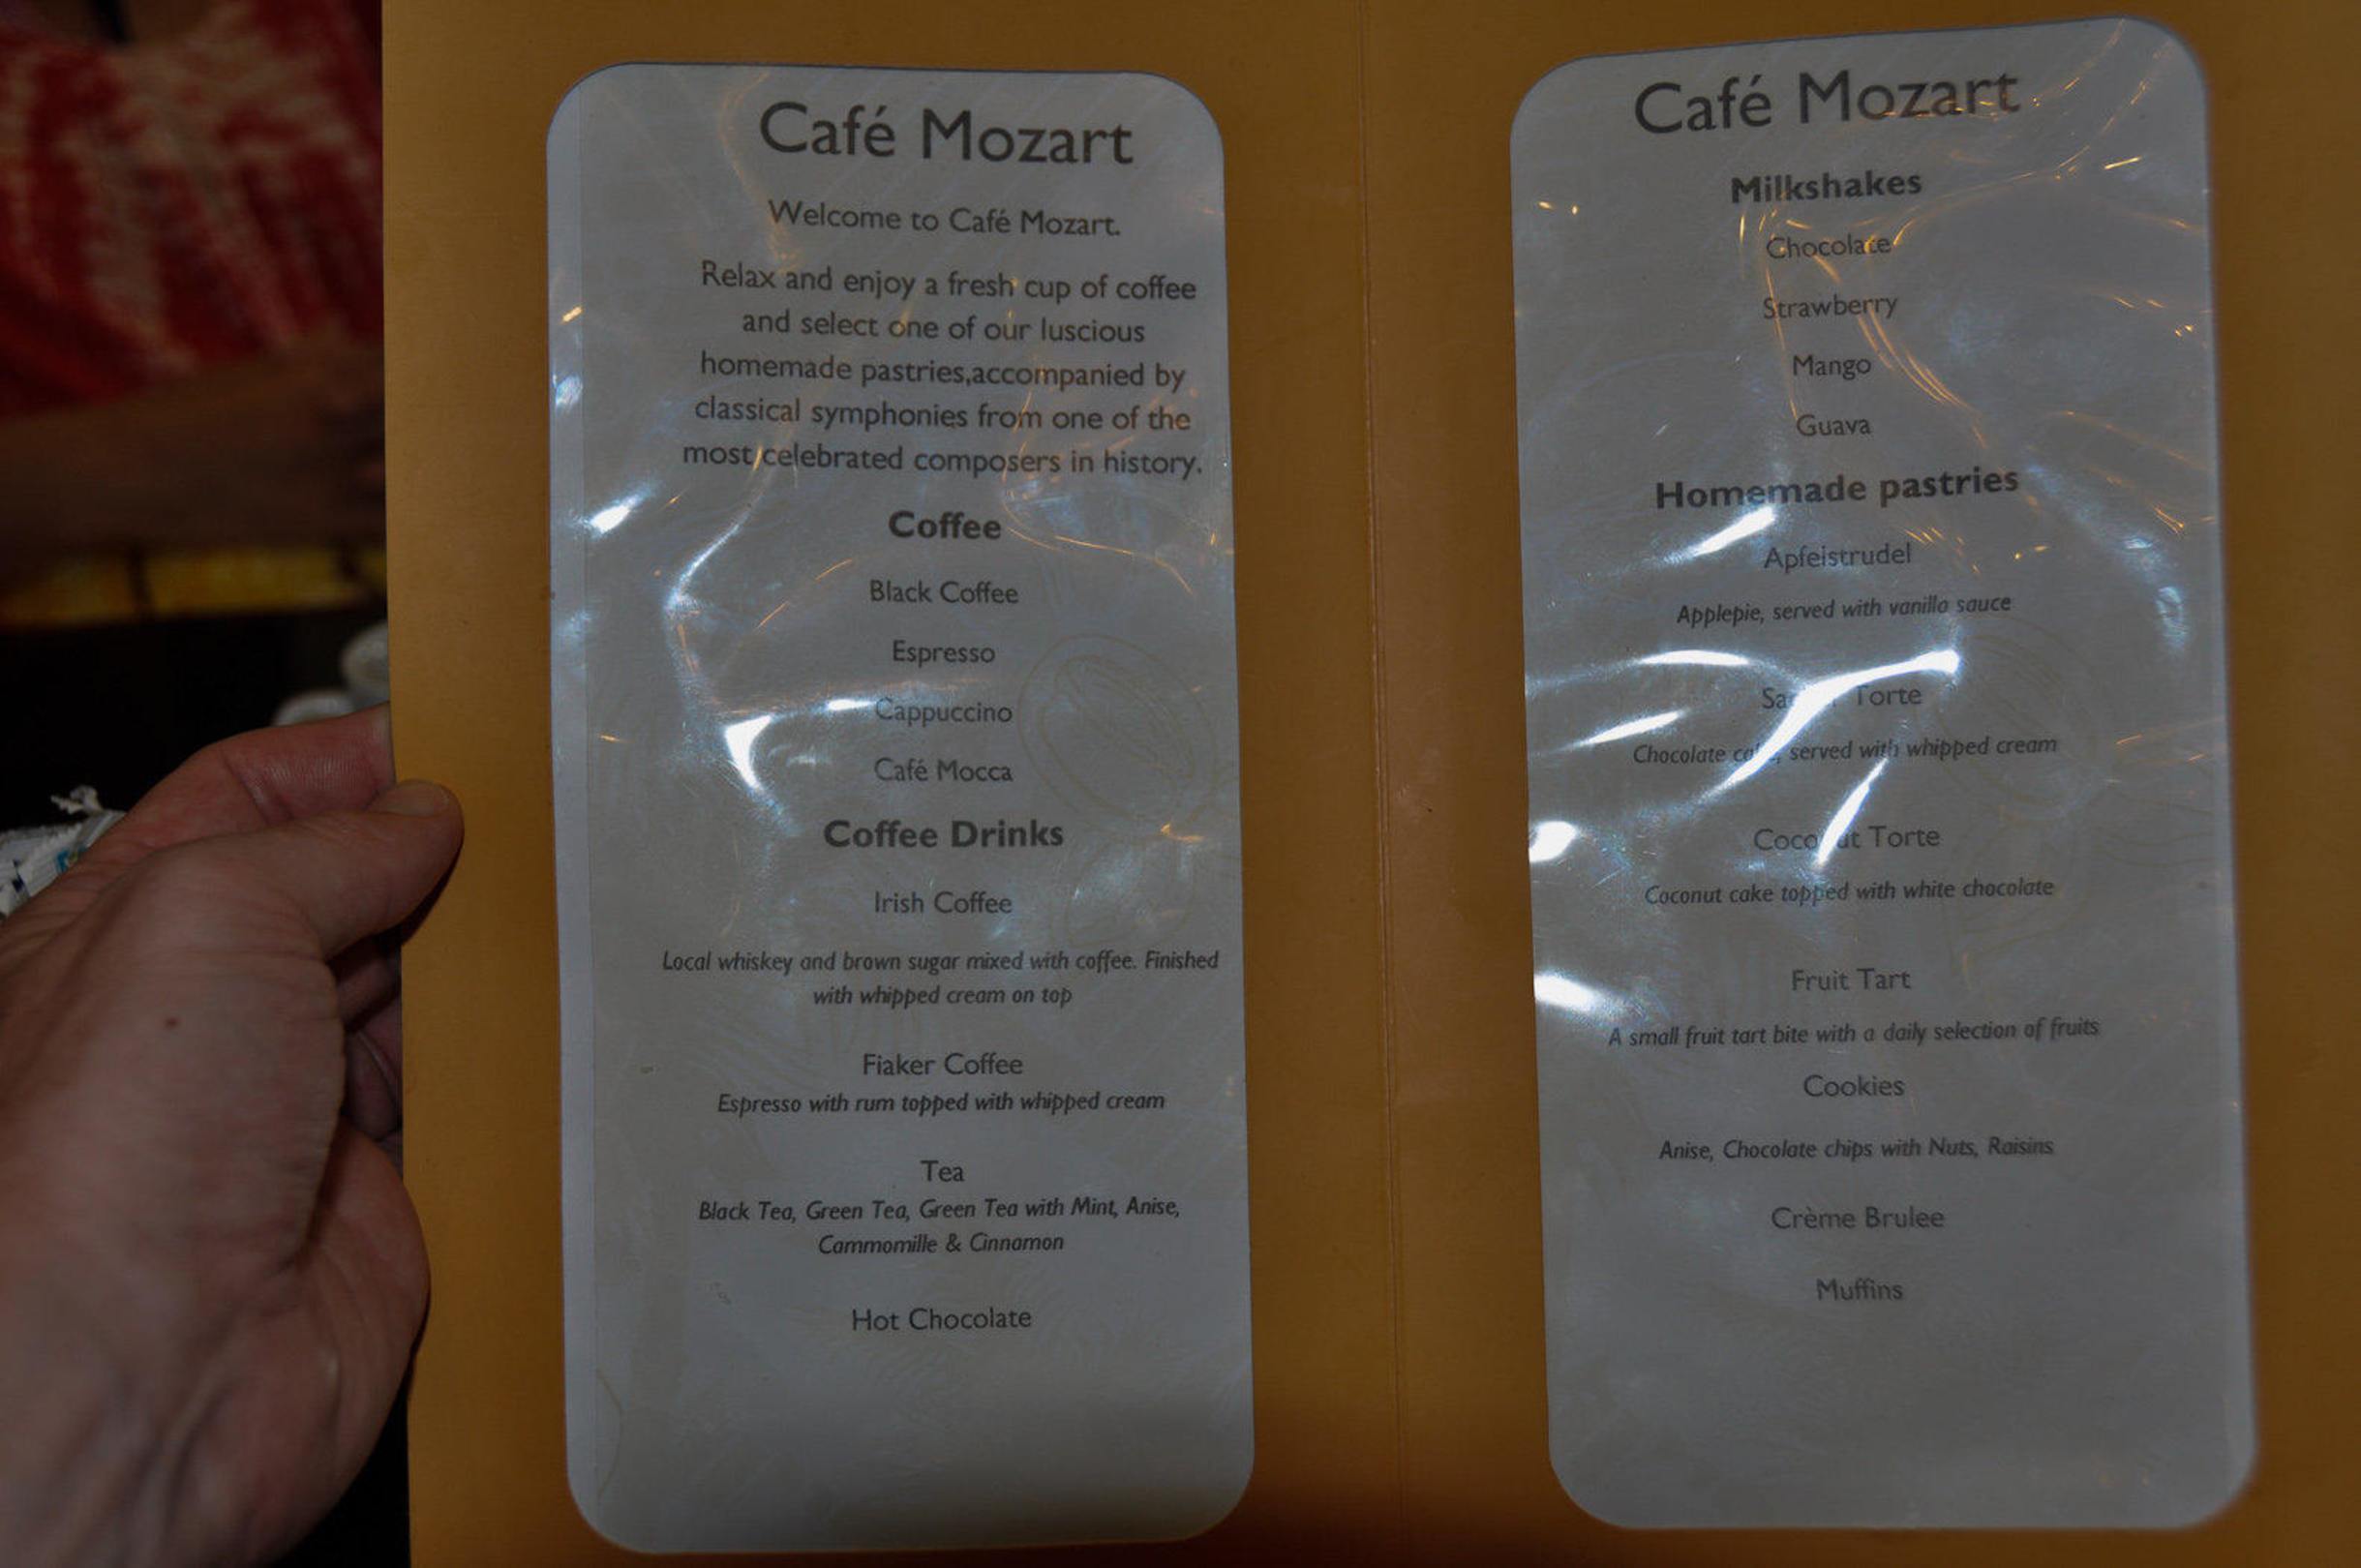 Café Mozart
Welcome to Café Mozart.
Relax and enjoy a fresh cup of coffee
and select one of our luscious
homemade pastries,accompanied by
classical symphonies from one of the
most celebrated composers in history.
Coffee
Black Coffee
Espresso
Cappuccino
Café Mocca
Coffee Drinks
Irish Coffee
Local whiskey and brown sugar mixed with coffee. Finished
with whipped cream on top
Fiaker Coffee
Espresso with rum topped with whipped cream
Tea
Black Tea, Green Tea, Green Tea with Mint, Anise,
Cammomille & Cinnamon
Hot Chocolate
Café Mozart
Milkshakes
Chocolate
Strawberry
Mango
Guava
Homemade pastries
Apfeistrudel
Applepie, served with vanilla sauce
Torte
Chocolate served with whipped cream
Torte
Coconut cake topped with white chocolate
Fruit Tart
A small fruit tart bite with a daily selection of fruits
Cookies
Anise, Chocolate chips with Nuts, Raisins
Crème Brulee
Muffins